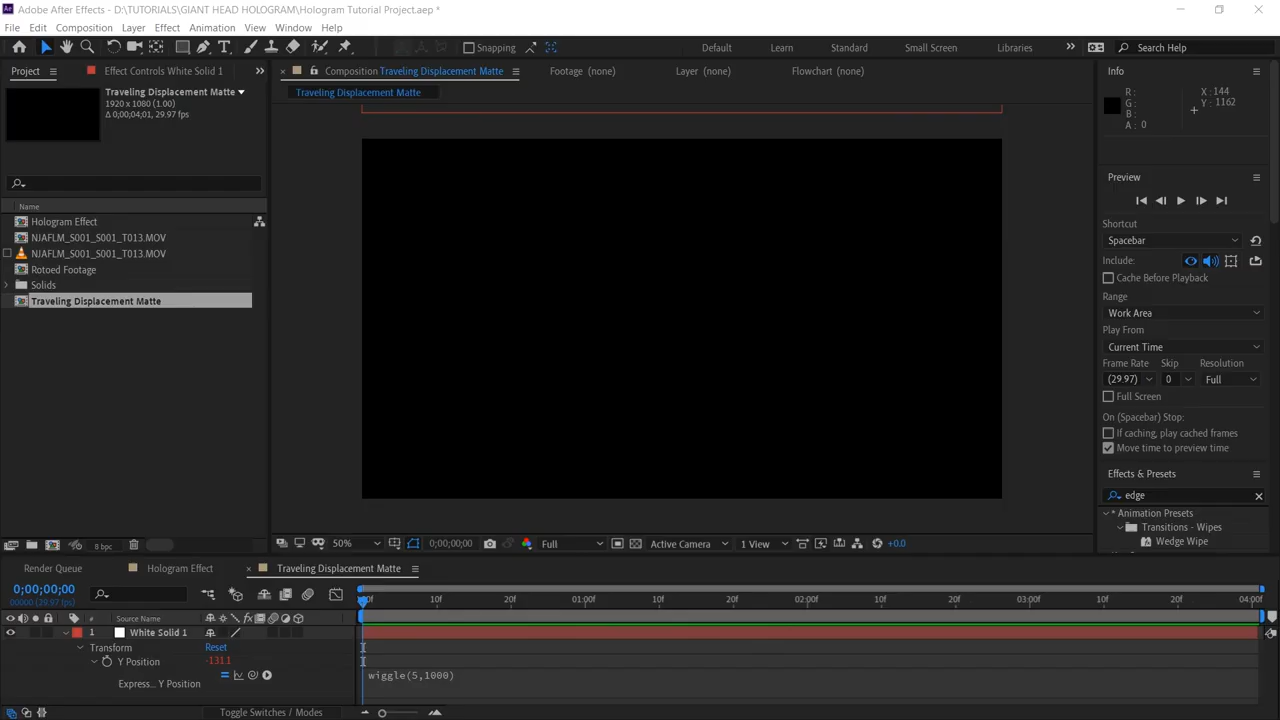 Adobe After Effects - D:\TUTORIALS\GIANT HEAD HOLOGRAM\Hologram Tutorial Project.aep *
File Edit Composition Layer Effect Animation View Window Help
Snapping
Default Learn Standard Small Screen Libraries
Search Help
Project
Effect Controls White Solid 1
Composition Traveling Displacement Matte
Footage (none)
Layer (none)
Flowchart (none)
Traveling Displacement Matte
1920 x 1080 (1.00)
Δ 0;00;04;01, 29.97 fps
Name
Hologram Effect
NJAFLM_S001_S001_T013.MOV
NJAFLM_S001_S001_T013.MOV
Rotoed Footage
Solids
Traveling Displacement Matte
8 bpc
Traveling Displacement Matte
50%
0;00;00;00
Full
Active Camera
1 View
+0.0
Info
R:
G:
B:
A: 0
X: 144
Y: 1162
Preview
Shortcut
Spacebar
Include:
Cache Before Playback
Range
Work Area
Play From
Current Time
Frame Rate Skip Resolution
(29.97) 0 Full
Full Screen
On (Spacebar) Stop:
If caching, play cached frames
Move time to preview time
Effects & Presets
edge
* Animation Presets
Transitions - Wipes
Wedge Wipe
Render Queue
Hologram Effect
Traveling Displacement Matte
0;00;00;00
00000 (29.97 fps)
10f 20f 01:00f 10f 20f 02:00f 10f 20f 03:00f 10f 20f 04:00f
# Source Name
1 White Solid 1
Transform Reset
Y Position -131.1
Express... Y Position
wiggle(5,1000)
Toggle Switches / Modes